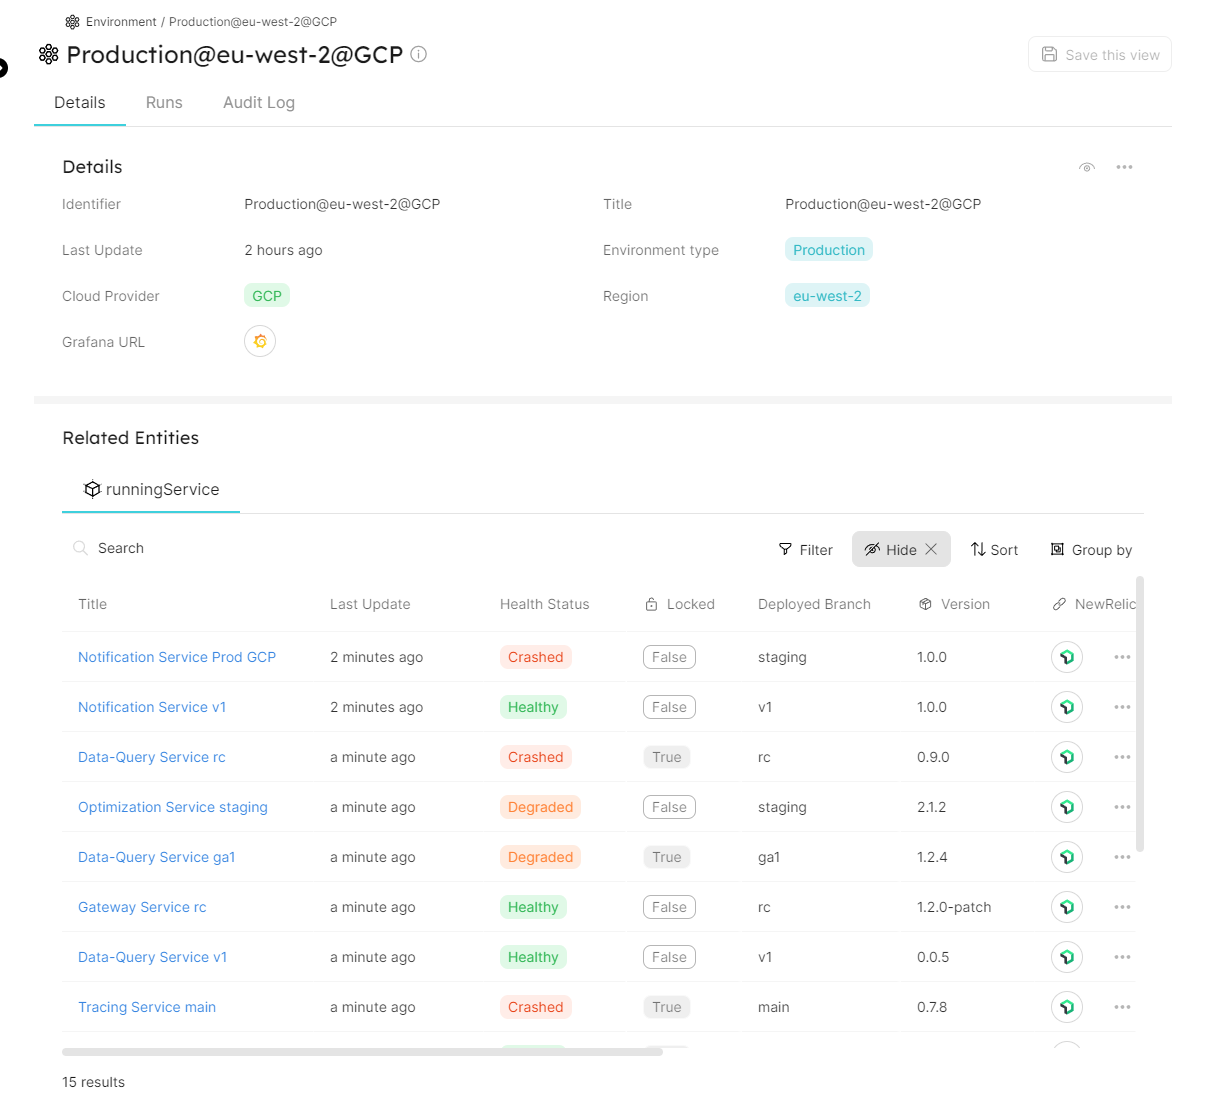 Environment / Production@eu-west-2@GCP
Production@eu-west-2@GCP
Save this view
Details Runs Audit Log
Details
Identifier Production@eu-west-2@GCP Title Production@eu-west-2@GCP
Last Update 2 hours ago Environment type Production
Cloud Provider GCP Region eu-west-2
Grafana URL
Related Entities
runningService
Search Filter Hide Sort Group by
Title Last Update Health Status Locked Deployed Branch Version NewRelic
Notification Service Prod GCP 2 minutes ago Crashed False staging 1.0.0
Notification Service v1 2 minutes ago Healthy False v1 1.0.0
Data-Query Service rc a minute ago Crashed True rc 0.9.0
Optimization Service staging a minute ago Degraded False staging 2.1.2
Data-Query Service ga1 a minute ago Degraded True ga1 1.2.4
Gateway Service rc a minute ago Healthy False rc 1.2.0-patch
Data-Query Service v1 a minute ago Healthy False v1 0.0.5
Tracing Service main a minute ago Crashed True main 0.7.8
15 results